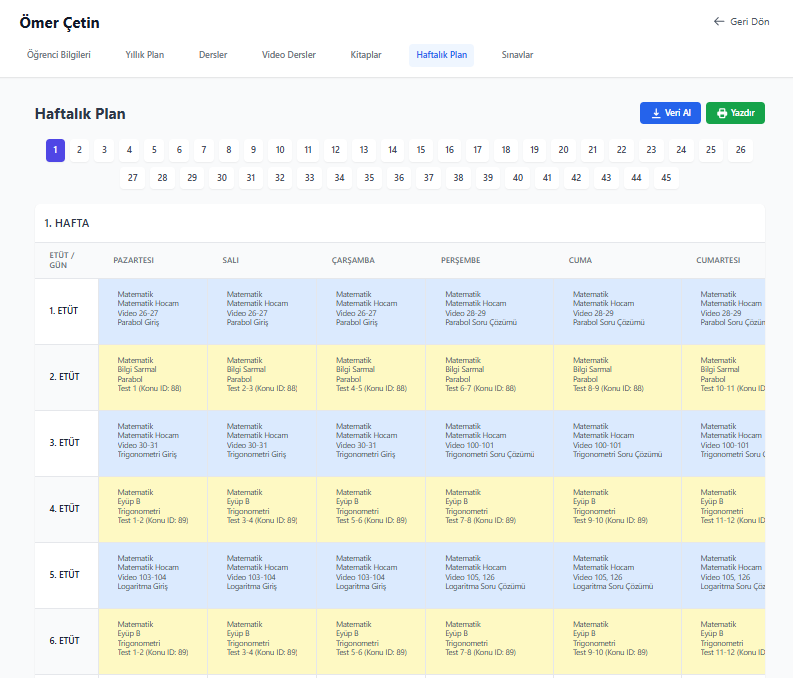 Ömer Çetin
Geri Dön
Öğrenci Bilgileri Yıllık Plan Dersler Video Dersler Kitaplar Haftalık Plan Sınavlar
Haftalık Plan
Veri Al Yazdır
1 2 3 4 5 6 7 8 9 10 11 12 13 14 15 16 17 18 19 20 21 22 23 24 25 26
27 28 29 30 31 32 33 34 35 36 37 38 39 40 41 42 43 44 45
1. HAFTA
ETÜT /
GÜN
PAZARTESI SALI ÇARŞAMBA PERŞEMBE CUMA CUMARTESI
1. ETÜT
Matematik
Matematik Hocam
Video 26-27
Parabol Giriş
Matematik
Matematik Hocam
Video 26-27
Parabol Giriş
Matematik
Matematik Hocam
Video 26-27
Parabol Giriş
Matematik
Matematik Hocam
Video 28-29
Parabol Soru Çözümü
Matematik
Matematik Hocam
Video 28-29
Parabol Soru Çözümü
Matematik
Matematik Hocam
Video 28-29
Parabol Soru
2. ETÜT
Matematik
Bilgi Sarmal
Parabol
Test 1 (Konu ID: 88)
Matematik
Bilgi Sarmal
Parabol
Test 2-3 (Konu ID: 88)
Matematik
Bilgi Sarmal
Parabol
Test 4-5 (Konu ID: 88)
Matematik
Bilgi Sarmal
Parabol
Test 6-7 (Konu ID: 88)
Matematik
Bilgi Sarmal
Parabol
Test 8-9 (Konu ID: 88)
Matematik
Bilgi Sarmal
Parabol
Test 10-11 (Konu ID
3. ETÜT
Matematik
Matematik Hocam
Video 30-31
Trigonometri Giriş
Matematik
Matematik Hocam
Video 30-31
Trigonometri Giriş
Matematik
Matematik Hocam
Video 30-31
Trigonometri Giriş
Matematik
Matematik Hocam
Video 100-101
Trigonometri Soru Çözümü
Matematik
Matematik Hocam
Video 100-101
Trigonometri Soru Çözümü
Matematik
Matematik Hocam
Video 100-101
Trigonometri Soru
4. ETÜT
Matematik
Eyüp B
Trigonometri
Test 1-2 (Konu ID: 89)
Matematik
Eyüp B
Trigonometri
Test 3-4 (Konu ID: 89)
Matematik
Eyüp B
Trigonometri
Test 5-6 (Konu ID: 89)
Matematik
Eyüp B
Trigonometri
Test 7-8 (Konu ID: 89)
Matematik
Eyüp B
Trigonometri
Test 9-10 (Konu ID: 89)
Matematik
Eyüp B
Trigonometri
Test 11-12 (Konu ID
5. ETÜT
Matematik
Matematik Hocam
Video 103-104
Logaritma Giriş
Matematik
Matematik Hocam
Video 103-104
Logaritma Giriş
Matematik
Matematik Hocam
Video 103-104
Logaritma Giriş
Matematik
Matematik Hocam
Video 105, 126
Logaritma Soru Çözümü
Matematik
Matematik Hocam
Video 105, 126
Logaritma Soru Çözümü
Matematik
Matematik Hocam
Video 105, 126
Logaritma Soru
6. ETÜT
Matematik
Eyüp B
Trigonometri
Test 1-2 (Konu ID: 89)
Matematik
Eyüp B
Trigonometri
Test 3-4 (Konu ID: 89)
Matematik
Eyüp B
Trigonometri
Test 5-6 (Konu ID: 89)
Matematik
Eyüp B
Trigonometri
Test 7-8 (Konu ID: 89)
Matematik
Eyüp B
Trigonometri
Test 9-10 (Konu ID: 89)
Matematik
Eyüp B
Trigonometri
Test 11-12 (Konu ID